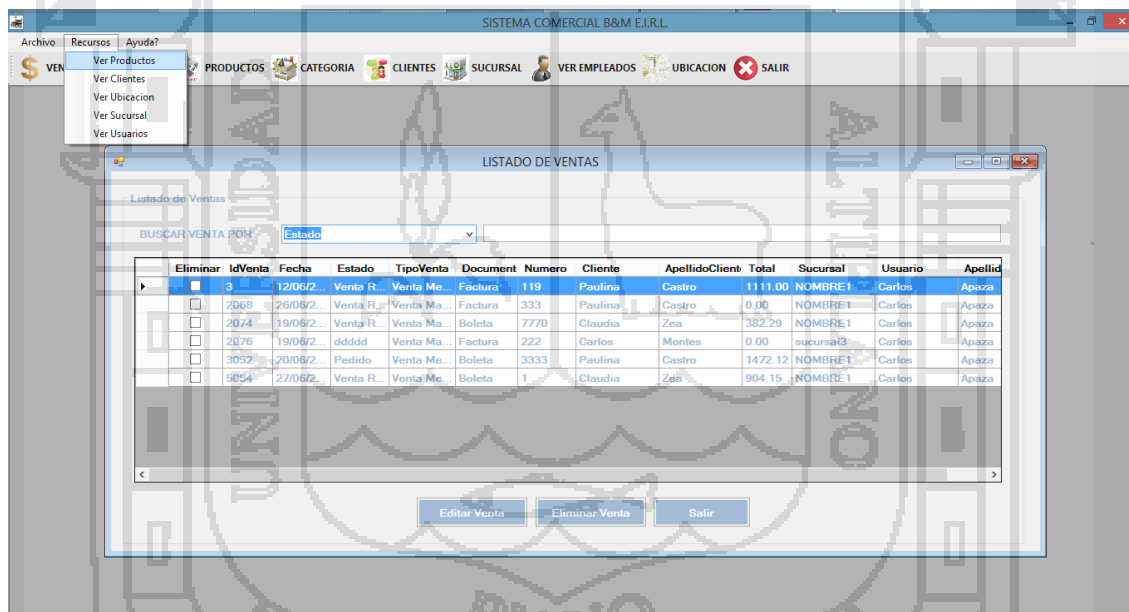 SISTEMA COMERCIAL B&M E.I.R.L.
Archivo Recursos Ayuda?
VEN PRODUCTOS CATEGORIA CLIENTES SUCURSAL VER EMPLEADOS UBICACION SALIR
Ver Productos
Ver Clientes
Ver Ubicacion
Ver Sucursal
Ver Usuarios
LISTADO DE VENTAS
Listado de Ventas
BUSCAR VENTA POR: Estado
Eliminar IdVenta Fecha Estado TipoVenta Document Numero Cliente ApellidoClient Total Sucursal Usuario Apellid
3 12/06/2... Venta R... Venta Me... Factura 119 Paulina Castro 1111.00 NOMBRE1 Carlos Apaza
2068 26/06/2... Venta R... Venta Ma... Factura 333 Paulina Castro 0.00 NOMBRE1 Carlos Apaza
2074 19/06/2... Venta R... Venta Ma... Boleta 7770 Claudia Zea 382.29 NOMBRE1 Carlos Apaza
2076 19/06/2... ddddd Venta Ma... Factura 222 Carlos Montes 0.00 sucursal3 Carlos Apaza
3052 20/06/2... Pedido Venta Me... Boleta 3333 Paulina Castro 1472.12 NOMBRE1 Carlos Apaza
5054 27/06/2... Venta R... Venta Me... Boleta 1 Claudia Zea 904.15 NOMBRE1 Carlos Apaza
Editar Venta Eliminar Venta Salir